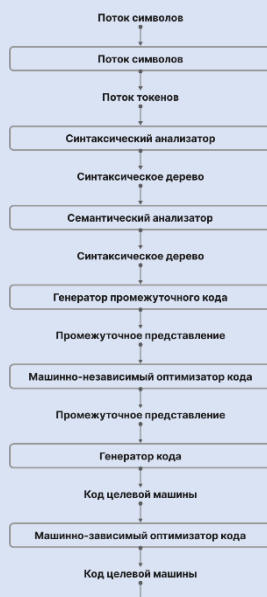 Поток символов
Поток символов
Поток токенов
Синтаксический анализатор
Синтаксическое дерево
Семантический анализатор
Синтаксическое дерево
Генератор промежуточного кода
Промежуточное представление
Машинно-независимый оптимизатор кода
Промежуточное представление
Генератор кода
Код целевой машины
Машинно-зависимый оптимизатор кода
Код целевой машины